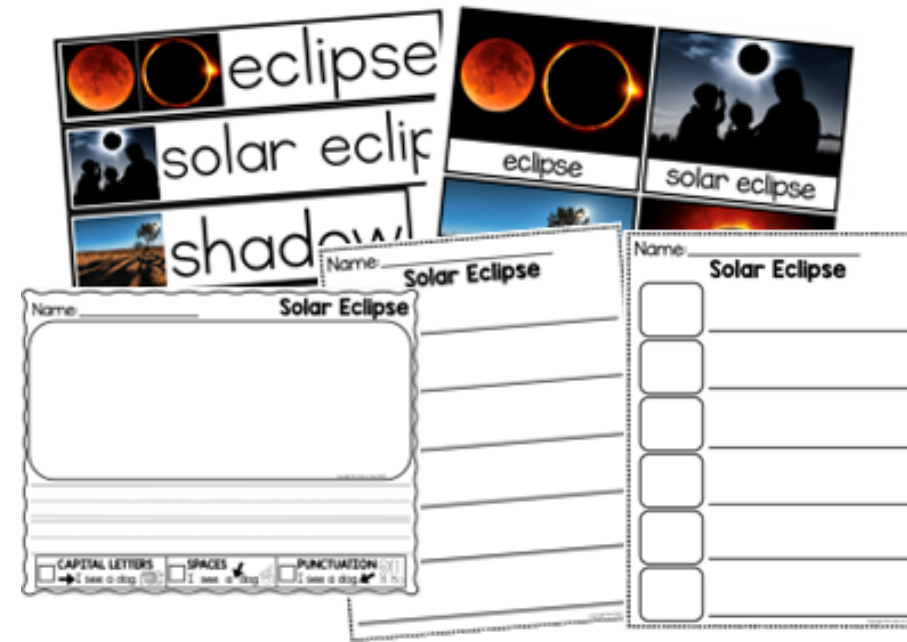 eclipse
solar eclip
shadow
eclipse
solar eclipse
Name:
Solar Eclipse
Name:
Solar Eclipse
Name:
Solar Eclipse
CAPITAL LETTERS
I see a dog.
SPACES
I see a dog
PUNCTUATION
I see a dog.